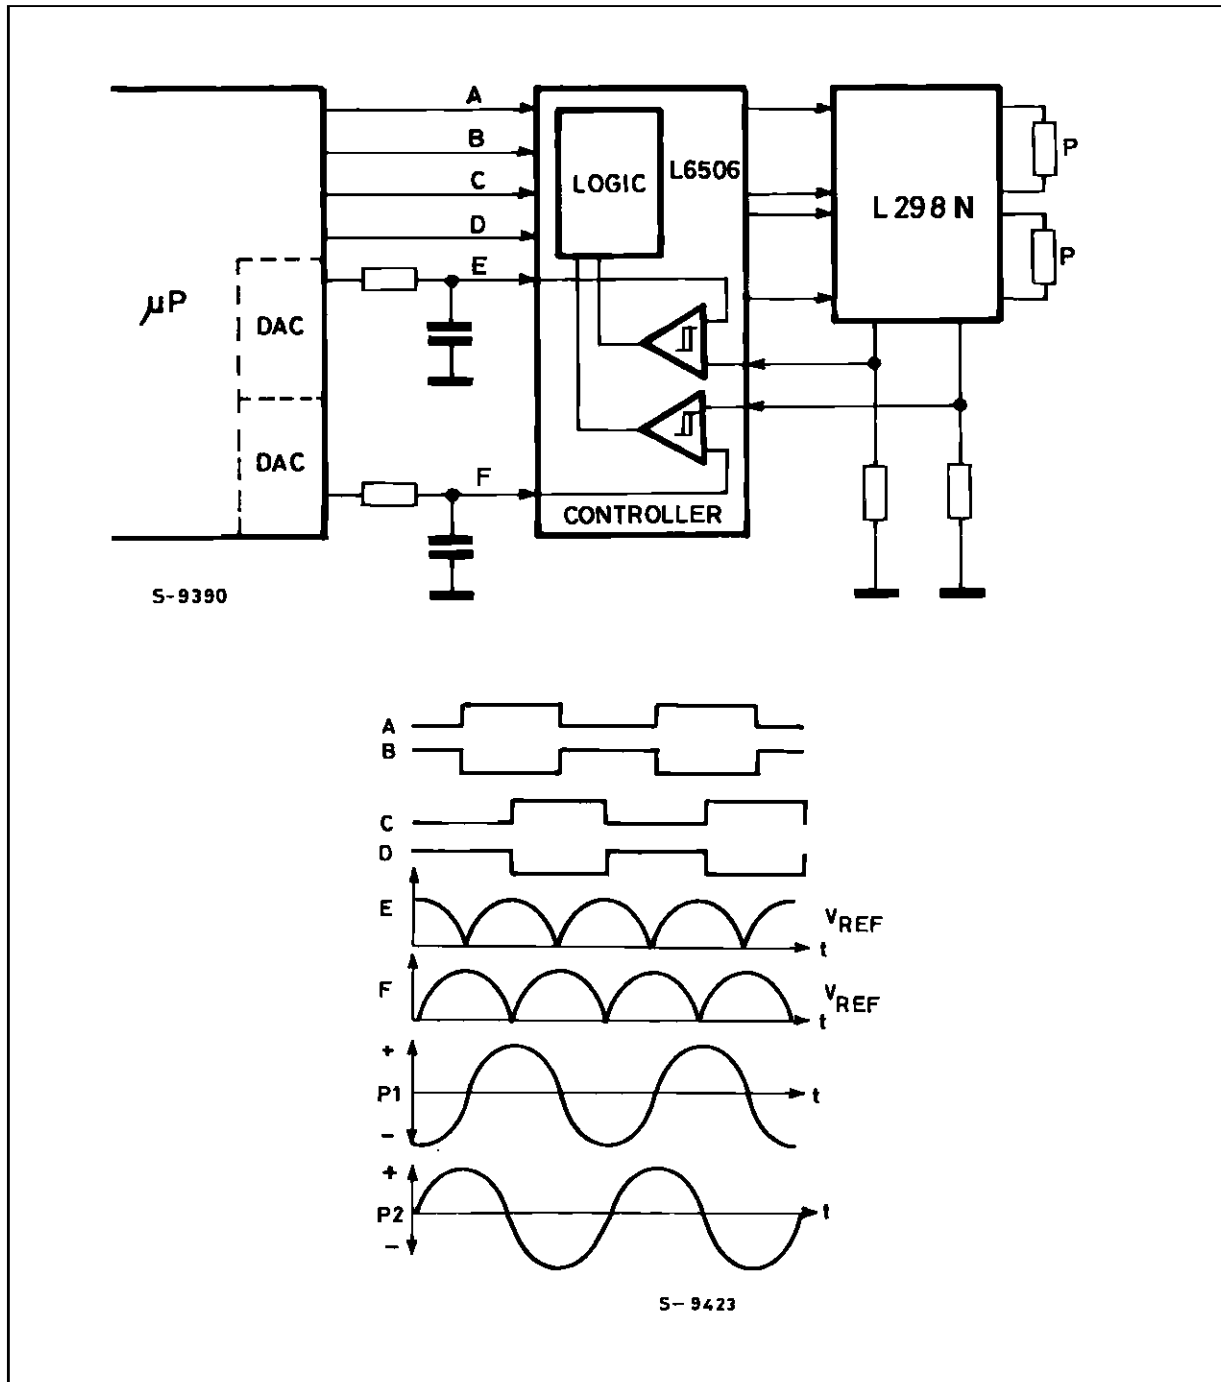 A
B
C
D
E
F
µP
DAC
DAC
LOGIC
L6506
CONTROLLER
L298N
P
P
S-9390
A
B
C
D
E
VREF
t
F
VREF
t
+
P1
-
t
+
P2
-
t
S-9423